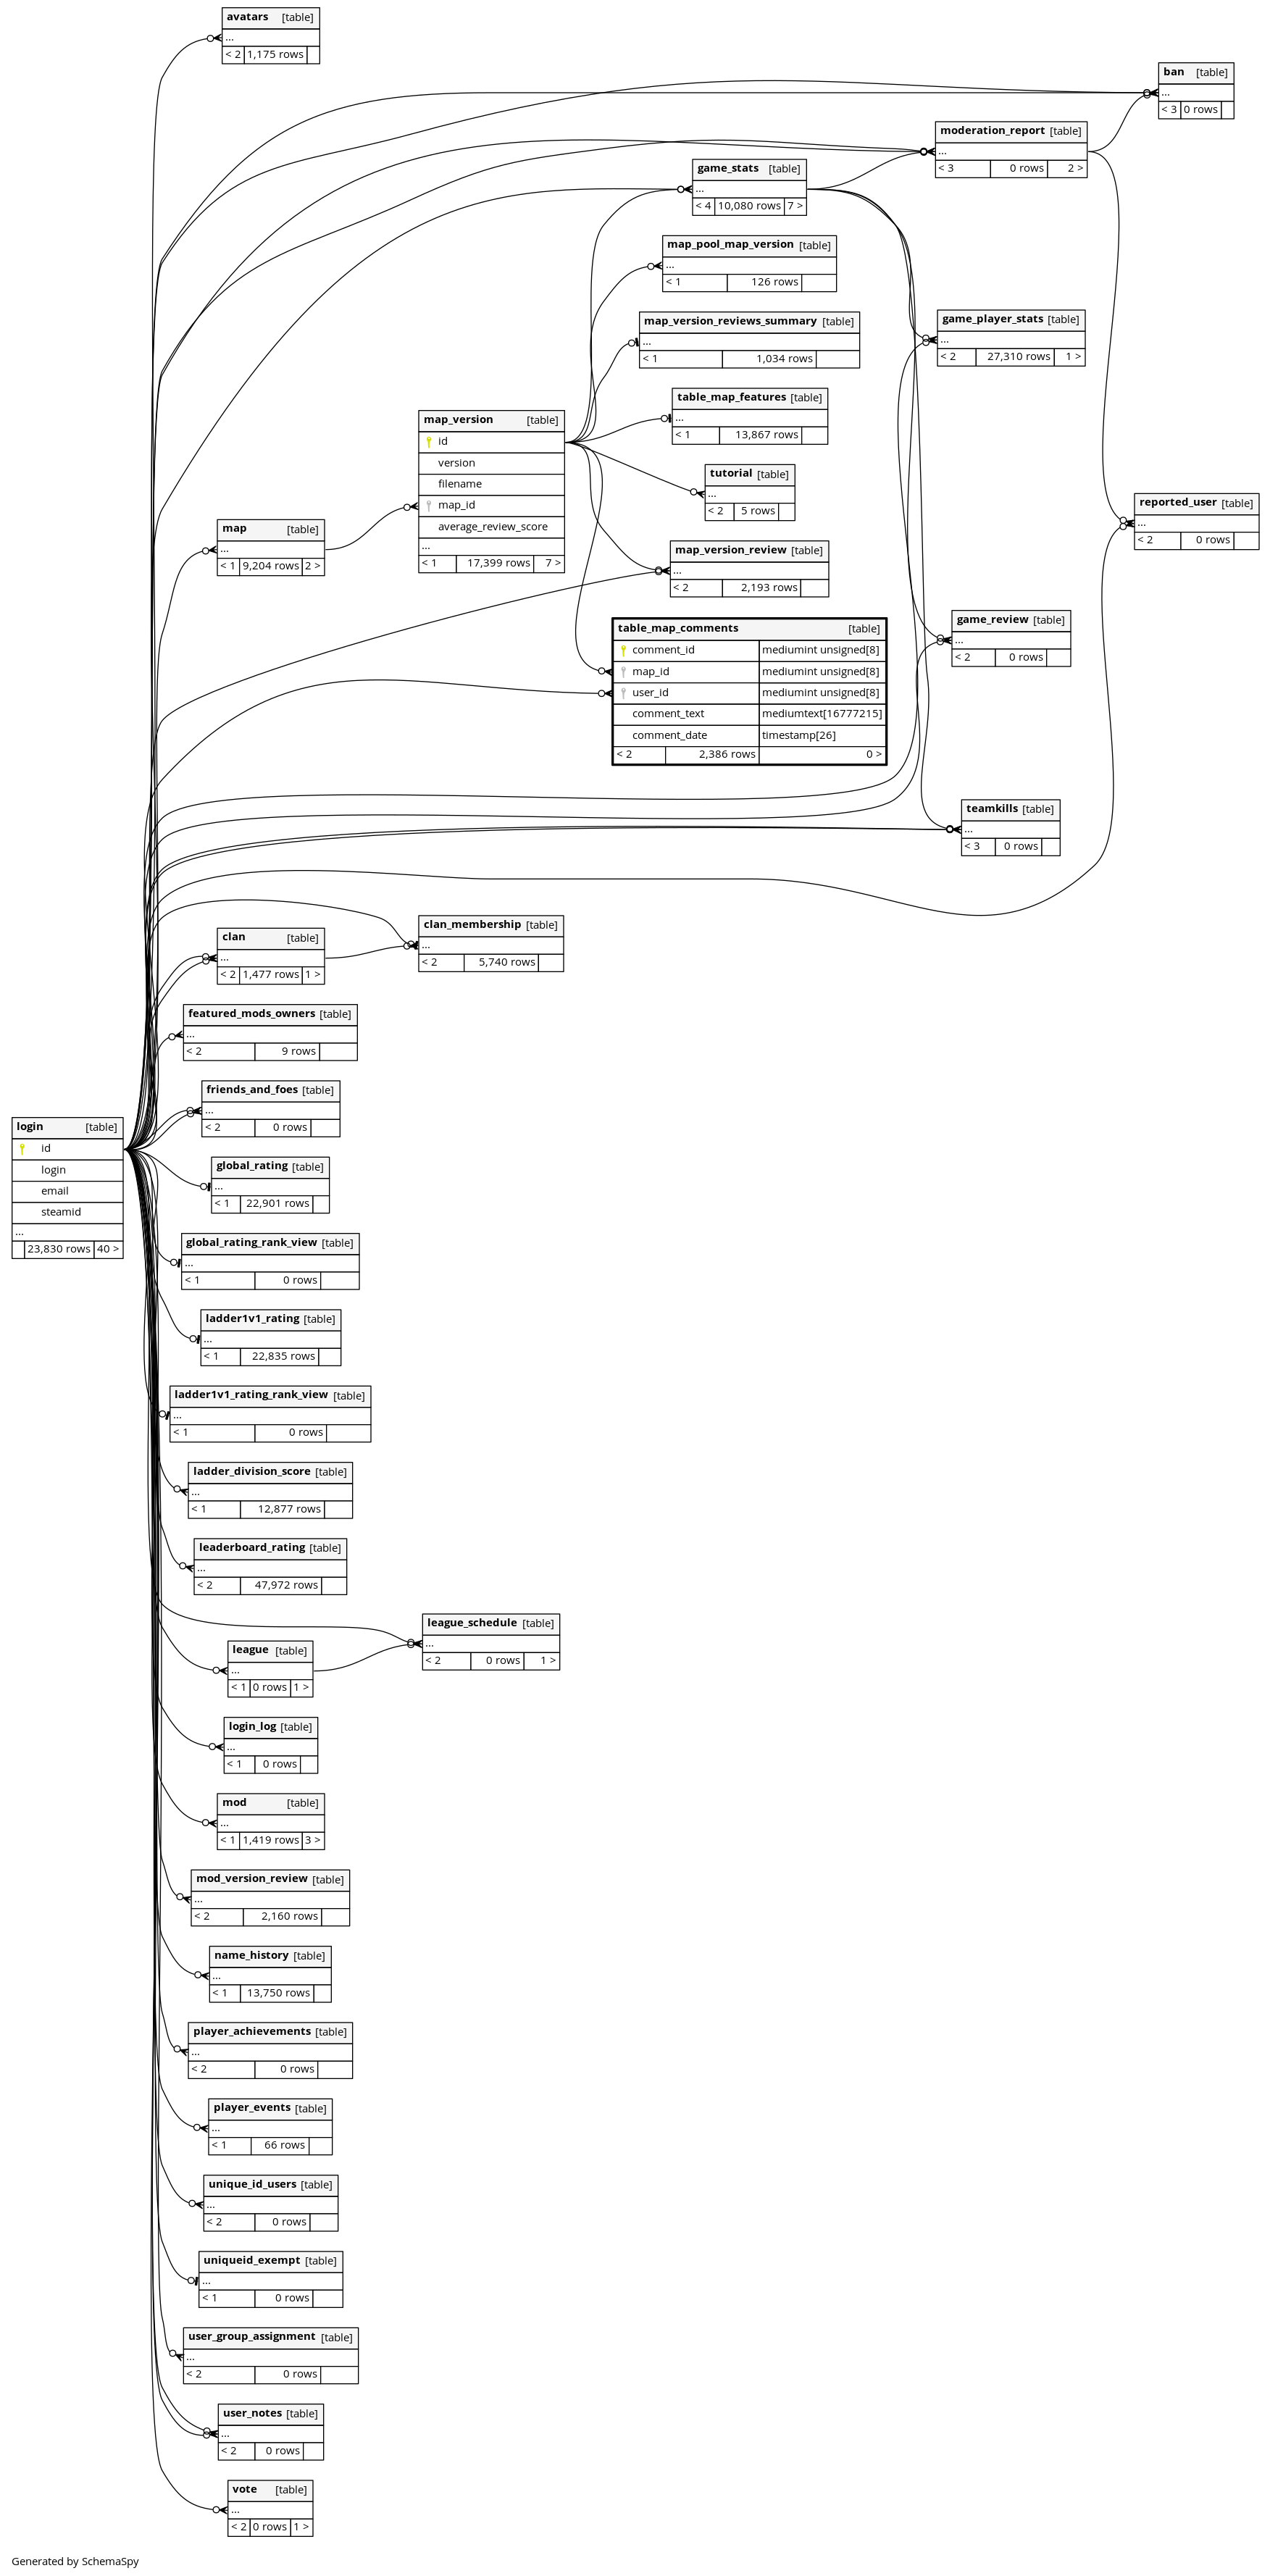 avatars [table]
...
< 2 1,175 rows
ban [table]
...
< 3 0 rows
moderation_report [table]
...
< 3 0 rows 2 >
game_stats [table]
...
< 4 10,080 rows 7 >
map_pool_map_version [table]
...
< 1 126 rows
map_version_reviews_summary [table]
...
< 1 1,034 rows
game_player_stats [table]
...
< 2 27,310 rows 1 >
table_map_features [table]
...
< 1 13,867 rows
map_version [table]
id
version
filename
map_id
average_review_score
...
< 1 17,399 rows 7 >
tutorial [table]
...
< 2 5 rows
reported_user [table]
...
< 2 0 rows
map [table]
...
< 1 9,204 rows 2 >
map_version_review [table]
...
< 2 2,193 rows
game_review [table]
...
< 2 0 rows
table_map_comments [table]
comment_id mediumint unsigned[8]
map_id mediumint unsigned[8]
user_id mediumint unsigned[8]
comment_text mediumtext[16777215]
comment_date timestamp[26]
< 2 2,386 rows 0 >
teamkills [table]
...
< 3 0 rows
clan_membership [table]
...
< 2 5,740 rows
clan [table]
...
< 2 1,477 rows 1 >
featured_mods_owners [table]
...
< 2 9 rows
friends_and_foes [table]
...
< 2 0 rows
login [table]
id
login
email
steamid
...
23,830 rows 40 >
global_rating [table]
...
< 1 22,901 rows
global_rating_rank_view [table]
...
< 1 0 rows
ladder1v1_rating [table]
...
< 1 22,835 rows
ladder1v1_rating_rank_view [table]
...
< 1 0 rows
ladder_division_score [table]
...
< 1 12,877 rows
leaderboard_rating [table]
...
< 2 47,972 rows
league_schedule [table]
...
< 2 0 rows 1 >
league [table]
...
< 1 0 rows 1 >
login_log [table]
...
< 1 0 rows
mod [table]
...
< 1 1,419 rows 3 >
mod_version_review [table]
...
< 2 2,160 rows
name_history [table]
...
< 1 13,750 rows
player_achievements [table]
...
< 2 0 rows
player_events [table]
...
< 1 66 rows
unique_id_users [table]
...
< 2 0 rows
uniqueid_exempt [table]
...
< 1 0 rows
user_group_assignment [table]
...
< 2 0 rows
user_notes [table]
...
< 2 0 rows
vote [table]
...
< 2 0 rows 1 >
Generated by SchemaSpy